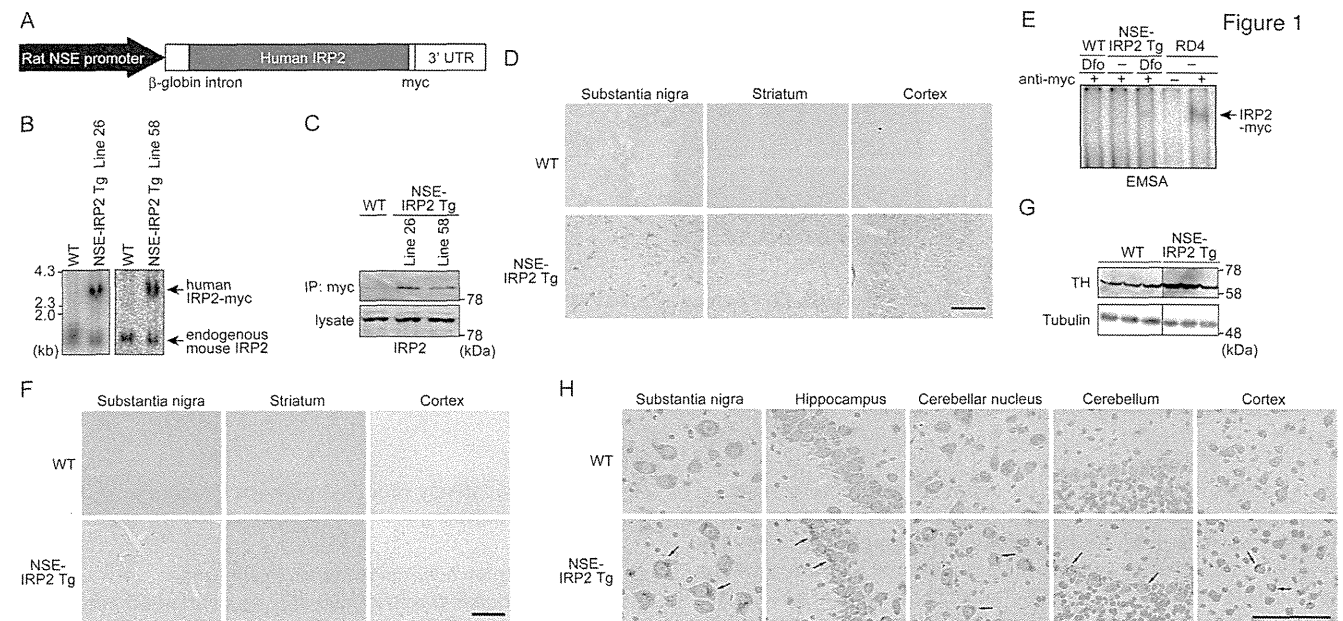 Figure 1
A
Rat NSE promoter
Human IRP2
3' UTR
β-globin intron
myc
B
WT
NSE-IRP2 Tg Line 26
WT
NSE-IRP2 Tg Line 58
4.3
2.3
2.0
(kb)
human
IRP2-myc
endogenous
mouse IRP2
C
WT
NSE-
IRP2 Tg
Line 26
Line 58
IP: myc
78
lysate
78
IRP2
(kDa)
D
Substantia nigra
Striatum
Cortex
WT
NSE-
IRP2 Tg
E
WT
NSE-
IRP2 Tg
RD4
Dfo – Dfo –
anti-myc + + + – +
IRP2
-myc
EMSA
G
WT
NSE-
IRP2 Tg
TH
78
58
Tubulin
48
(kDa)
F
Substantia nigra
Striatum
Cortex
WT
NSE-
IRP2 Tg
H
Substantia nigra
Hippocampus
Cerebellar nucleus
Cerebellum
Cortex
WT
NSE-
IRP2 Tg